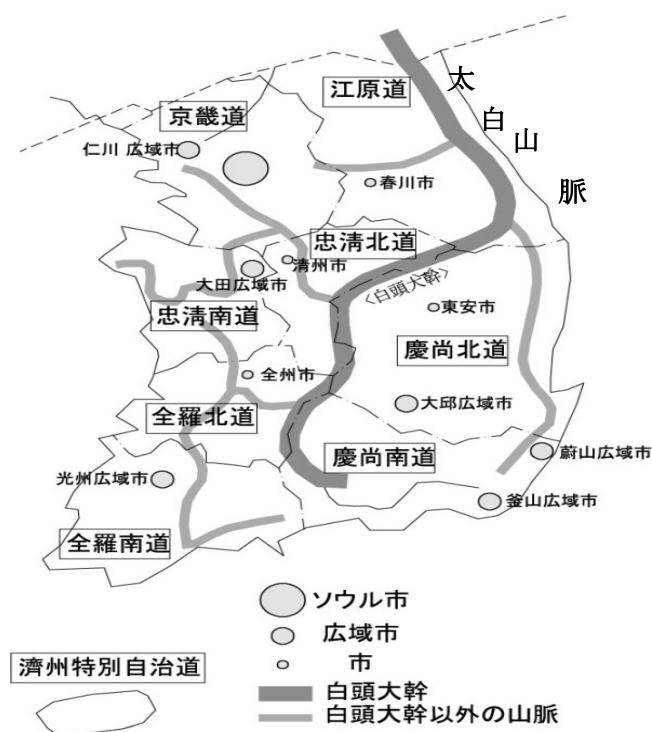 江原道
太白山脈
京畿道
仁川 広域市
春川市
忠淸北道
清州市
大田広域市
<白頭大幹>
東安市
忠淸南道
慶尚北道
全州市
大邱広域市
全羅北道
慶尚南道
蔚山広域市
光州広域市
釜山広域市
全羅南道
ソウル市
広域市
市
濟州特別自治道
白頭大幹
白頭大幹以外の山脈